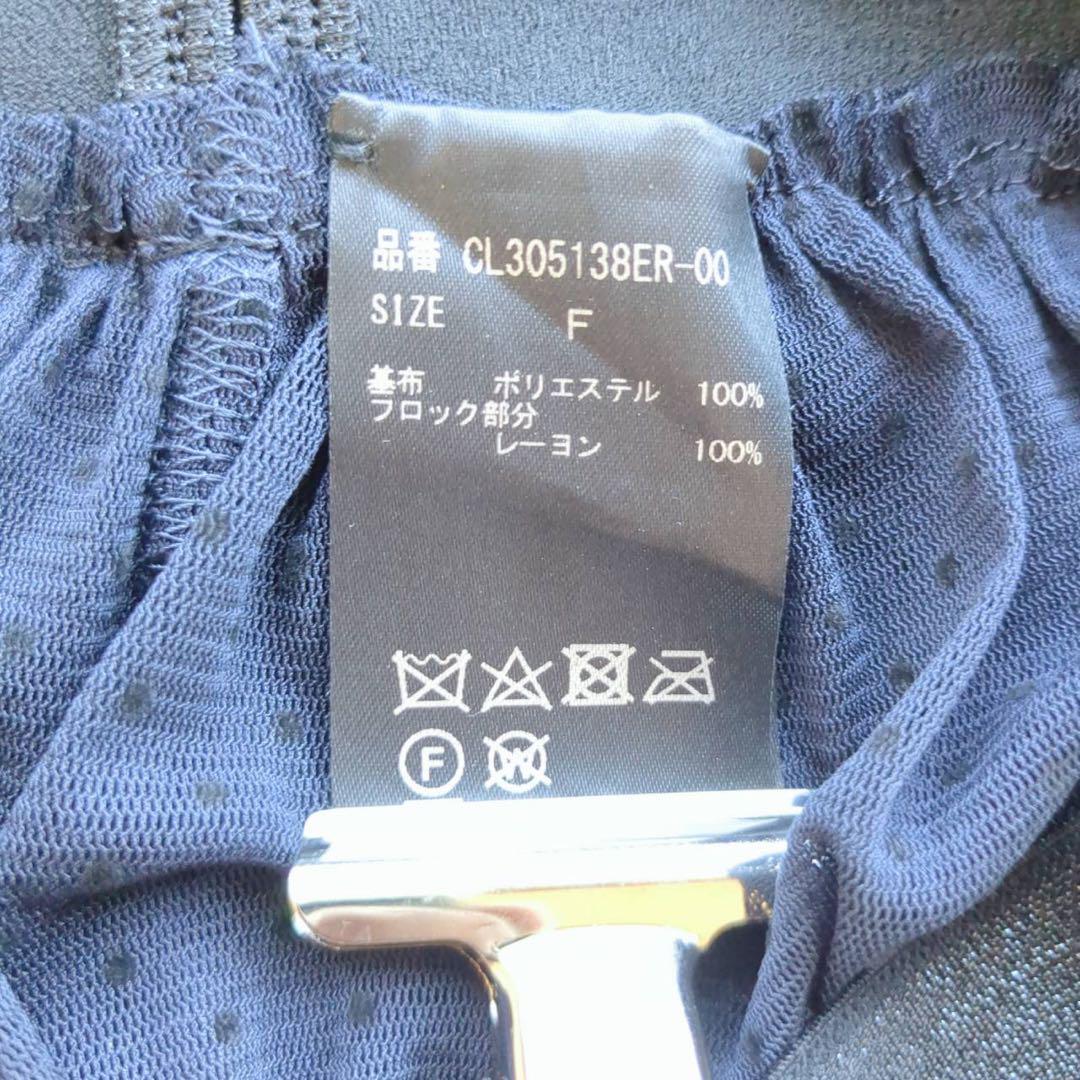 品番 CL305138ER-00
SIZE F
基布 ポリエステル 100%
フロック部分
レーヨン 100%
F
W